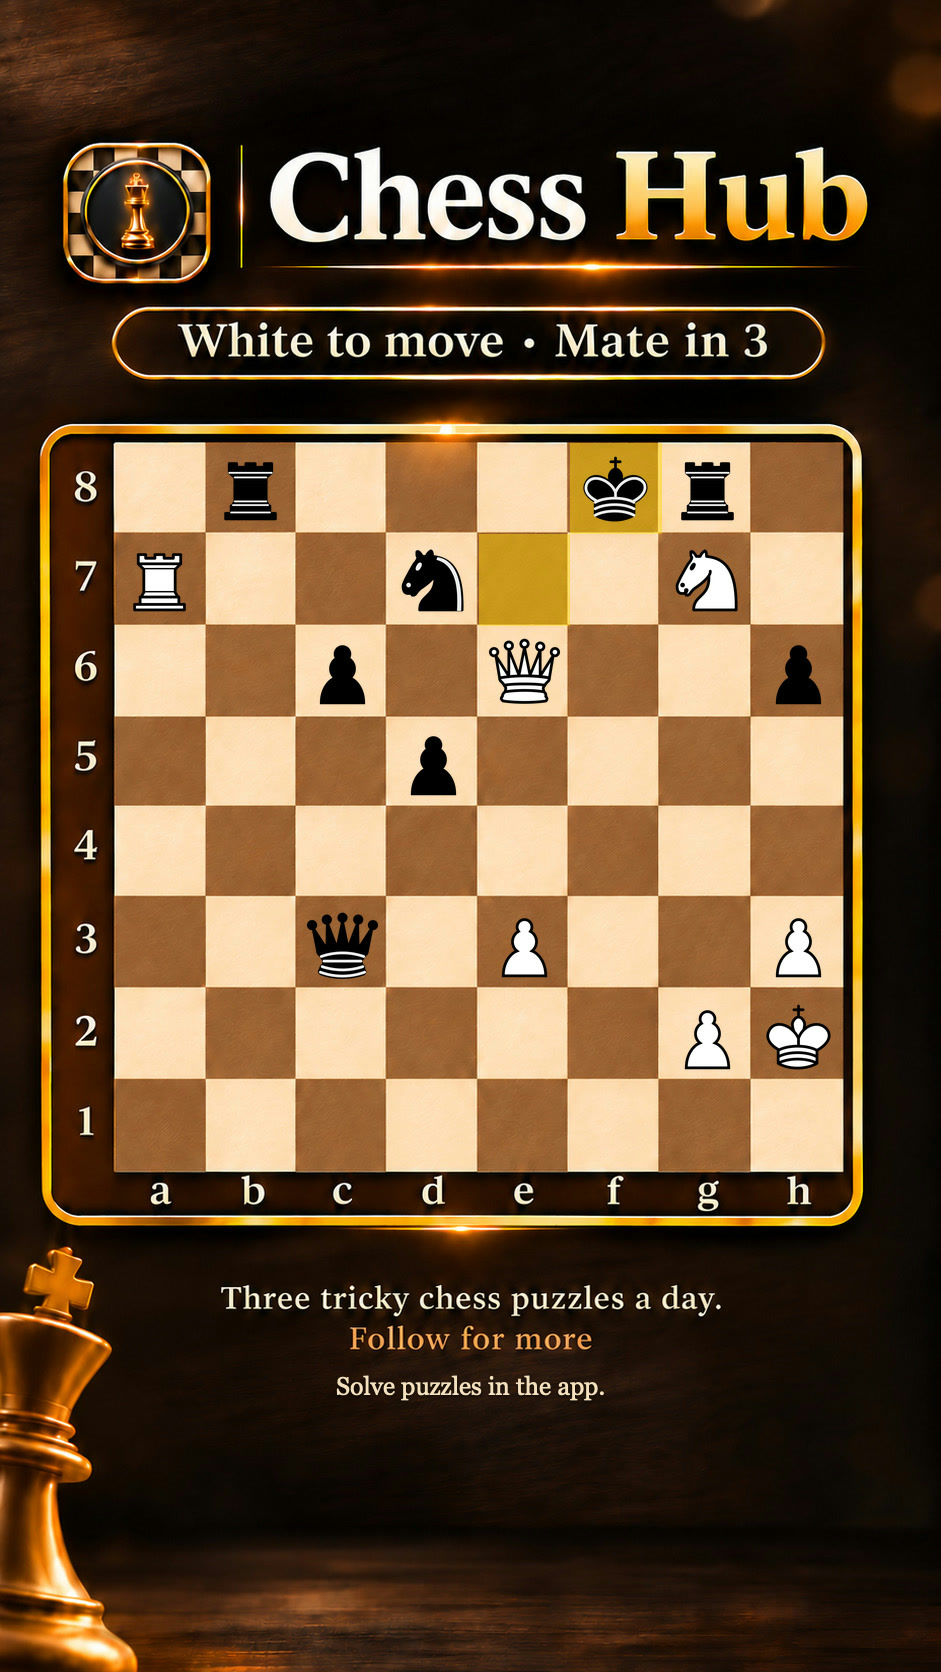 Chess Hub
White to move • Mate in 3
8
7
6
5
4
3
2
1
a b c d e f g h
Three tricky chess puzzles a day.
Follow for more
Solve puzzles in the app.